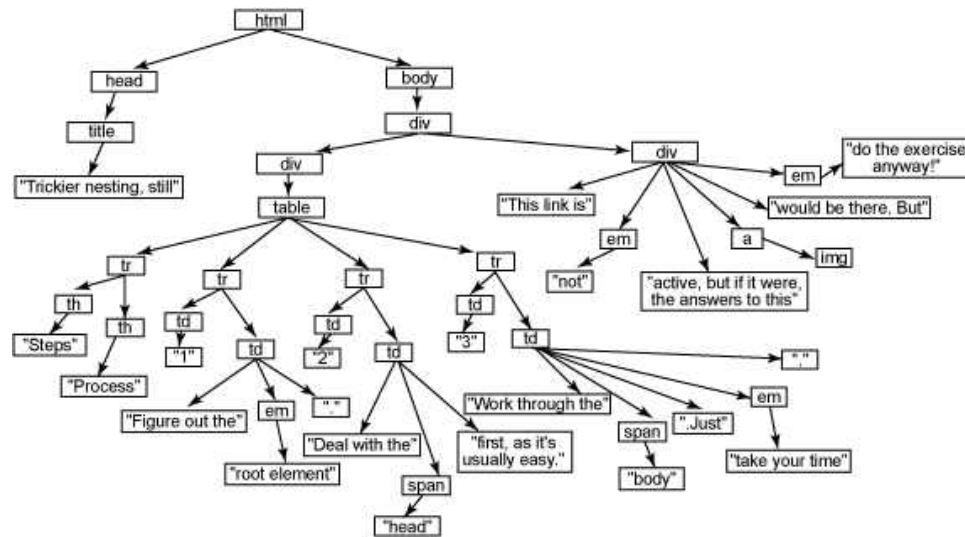 html
head
body
title
div
"Trickier nesting, still"
div
div
em
"do the exercise
anyway!"
table
"This link is"
"would be there. But"
em
a
img
"not"
"active, but if it were,
the answers to this"
tr
tr
tr
tr
th
th
"Steps"
"Process"
td
"1"
td
td
"2"
td
td
"3"
td
"."
"Figure out the"
em
"."
"root element"
"Deal with the"
"first, as it's
usually easy."
span
"head"
"Work through the"
span
".Just"
em
"body"
"take your time"